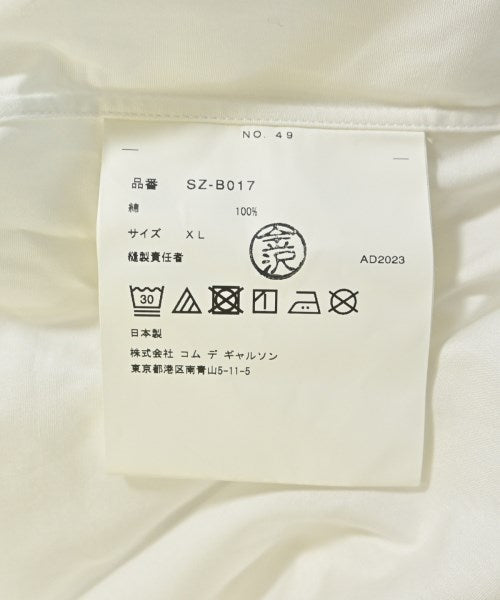 NO. 49
品番 SZ-B017
綿 100%
サイズ XL
縫製責任者 金沢 AD2023
30
日本製
株式会社 コム デ ギャルソン
東京都港区南青山5-11-5